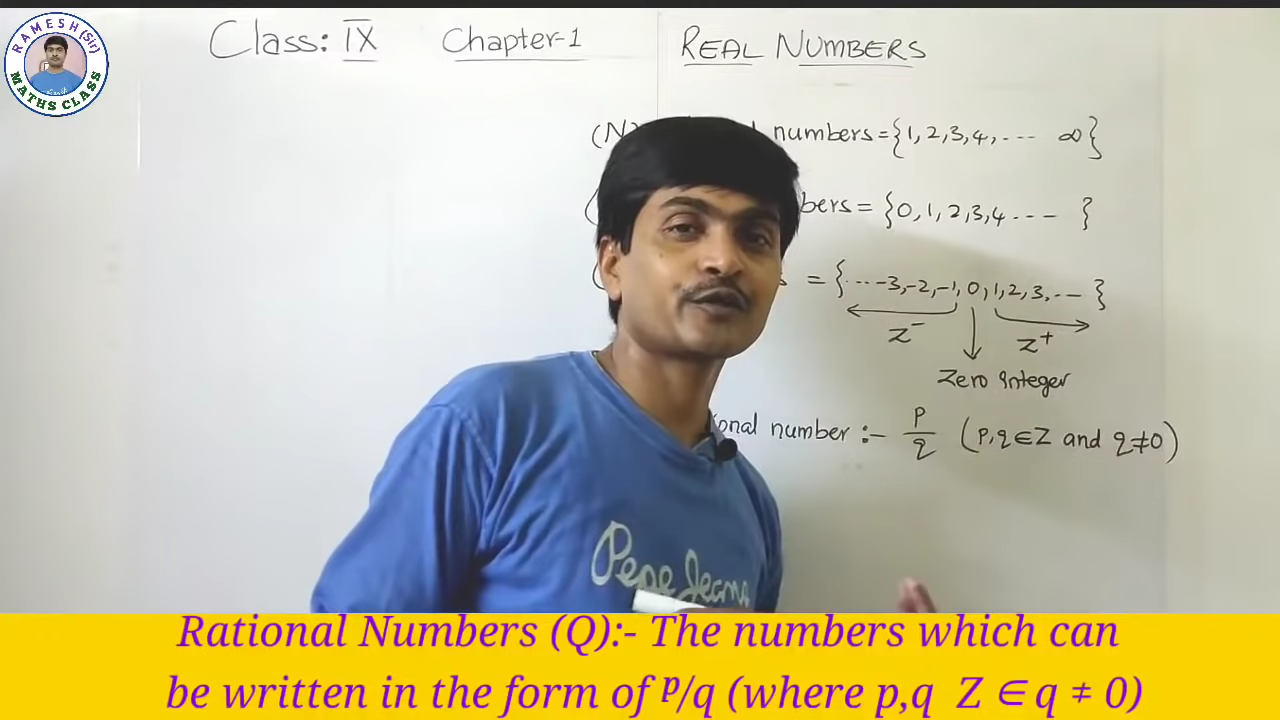 RAMESH (Sir)
MATHS CLASS
Class: IX Chapter-1 REAL NUMBERS
(N) numbers = {1, 2, 3, 4, ... ∞}
= {0, 1, 2, 3, 4 ... }
= {... -3, -2, -1, 0, 1, 2, 3, ... }
Z⁻ Z⁺
Zero integer
number :- p/q (p, q ∈ Z and q ≠ 0)
Pepe Jeans
Rational Numbers (Q):- The numbers which can
be written in the form of p/q (where p,q Z ∈ q ≠ 0)